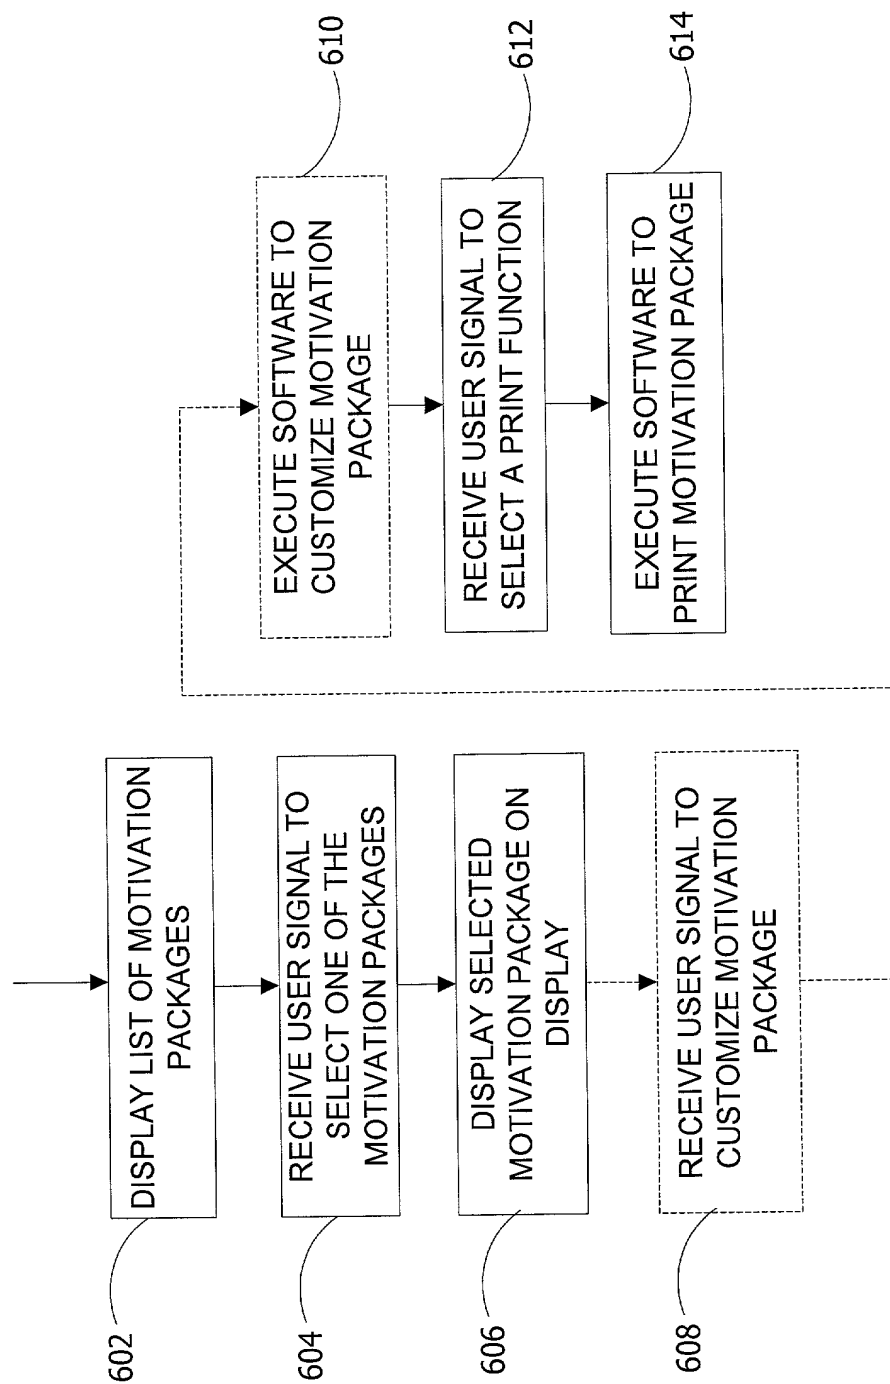 602
DISPLAY LIST OF MOTIVATION
PACKAGES
604
RECEIVE USER SIGNAL TO
SELECT ONE OF THE
MOTIVATION PACKAGES
606
DISPLAY SELECTED
MOTIVATION PACKAGE ON
DISPLAY
608
RECEIVE USER SIGNAL TO
CUSTOMIZE MOTIVATION
PACKAGE
610
EXECUTE SOFTWARE TO
CUSTOMIZE MOTIVATION
PACKAGE
612
RECEIVE USER SIGNAL TO
SELECT A PRINT FUNCTION
614
EXECUTE SOFTWARE TO
PRINT MOTIVATION PACKAGE